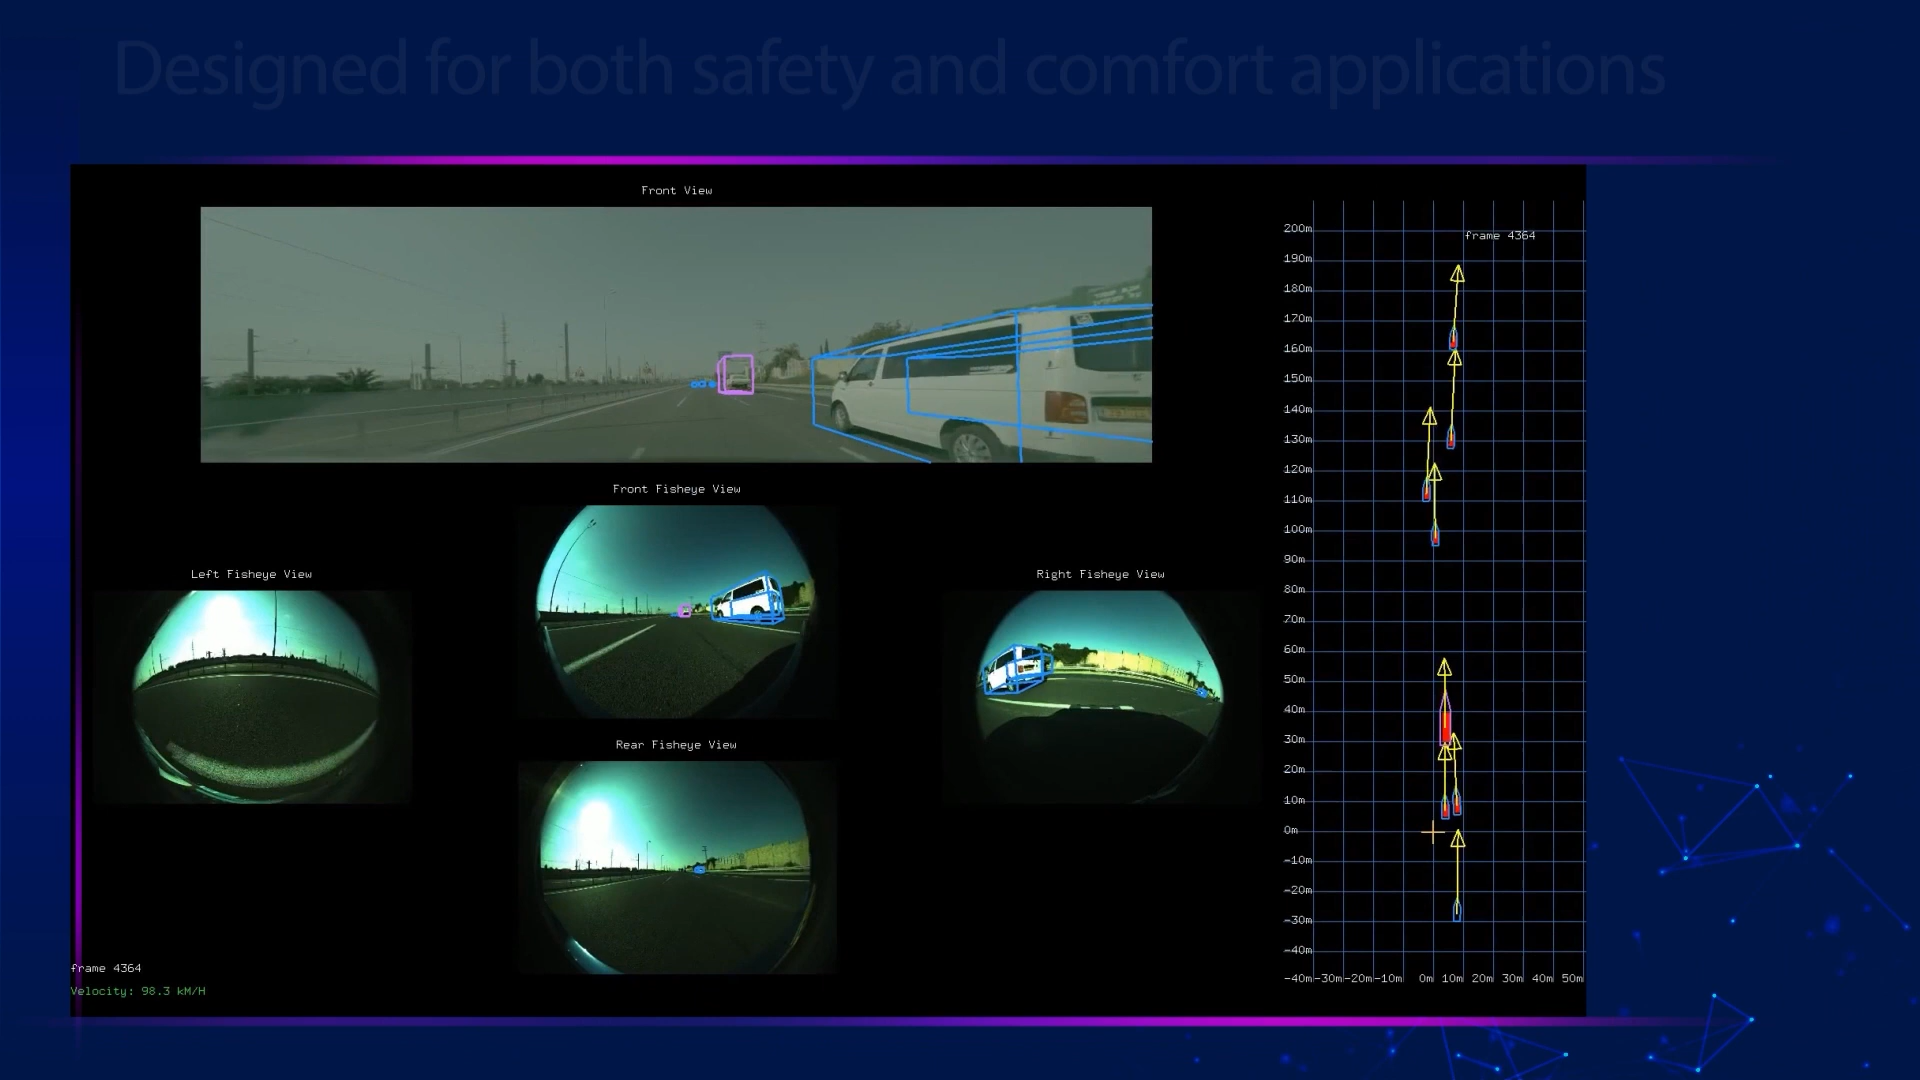 Designed for both safety and comfort applications
Front View
frame 4364
200m
190m
180m
170m
160m
150m
140m
130m
120m
110m
100m
90m
80m
70m
60m
50m
40m
30m
20m
10m
0m
-10m
-20m
-30m
-40m
-40m -30m -20m -10m 0m 10m 20m 30m 40m 50m
Front Fisheye View
Left Fisheye View
Right Fisheye View
Rear Fisheye View
frame 4364
Velocity: 98.3 kM/H